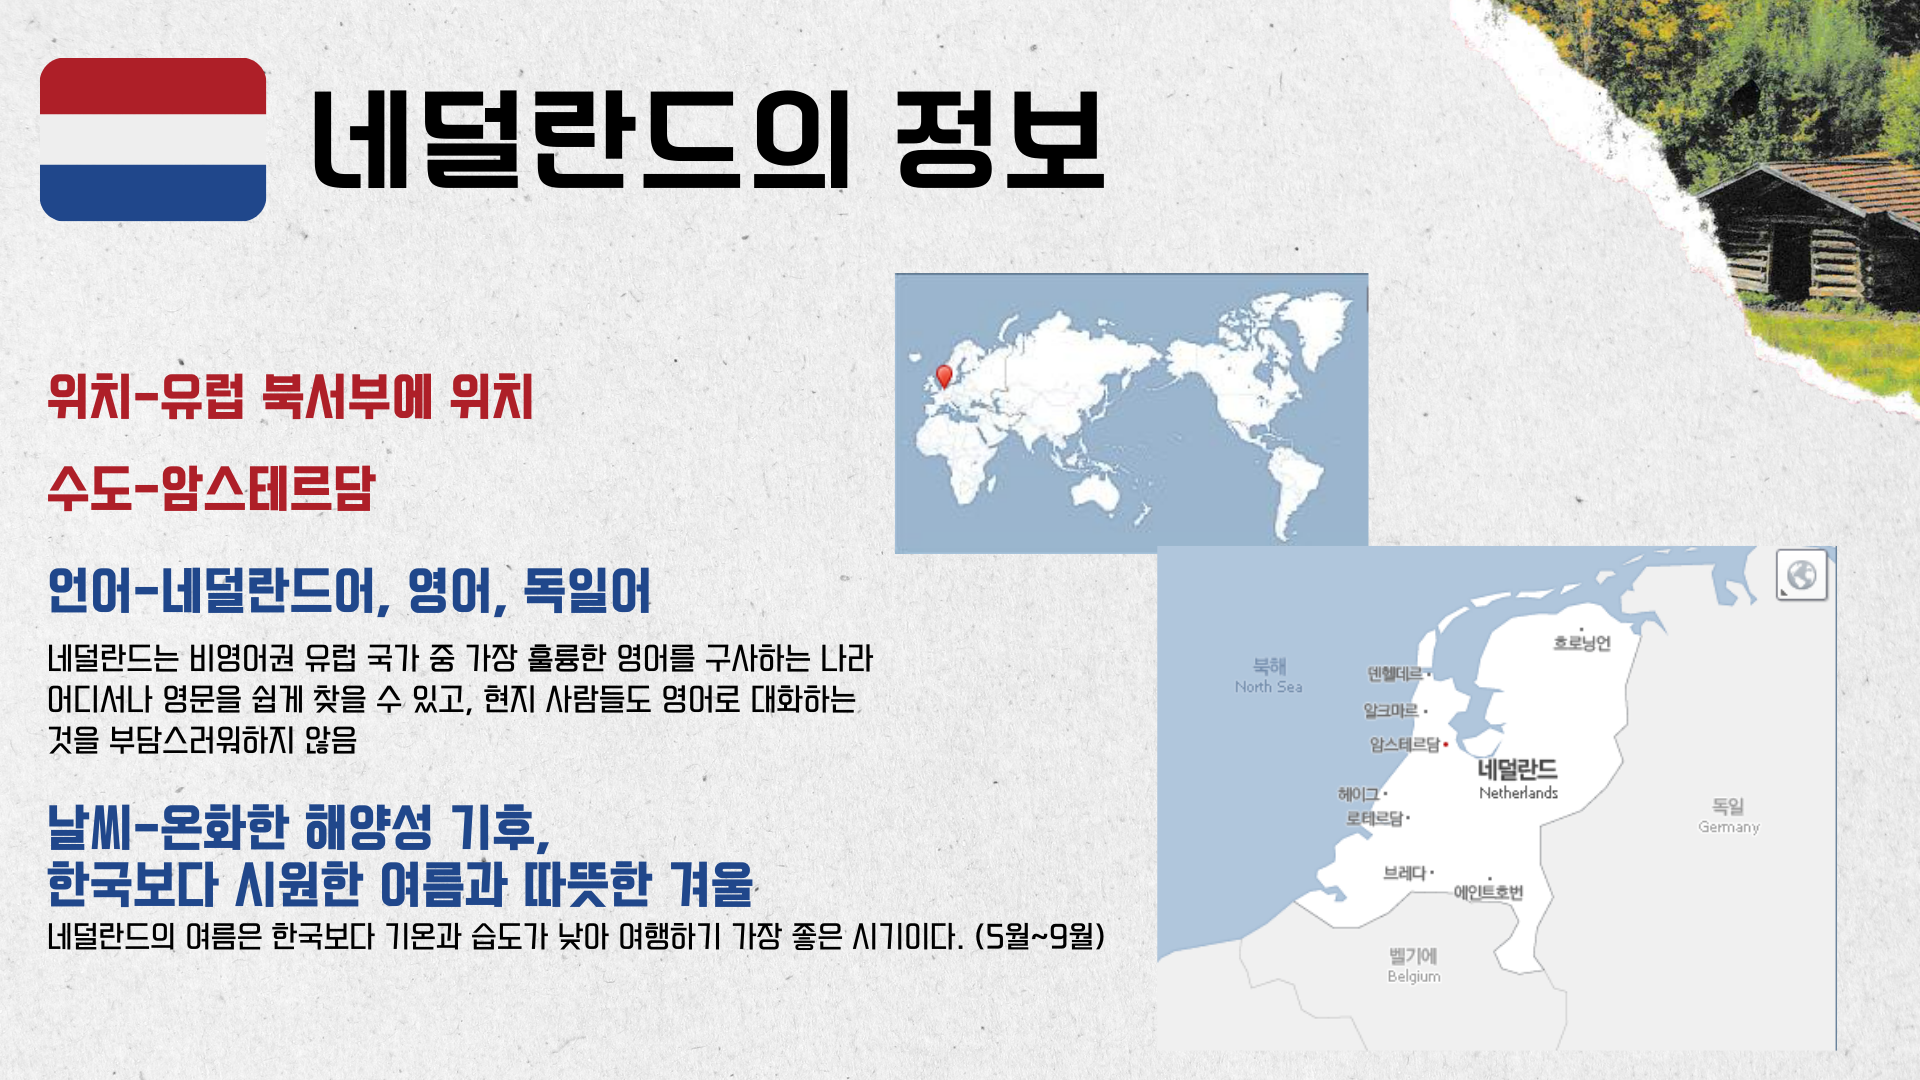 네덜란드의 정보
위치-유럽 북서부에 위치
수도-암스테르담
언어-네덜란드어, 영어, 독일어
네덜란드는 비영어권 유럽 국가 중 가장 훌륭한 영어를 구사하는 나라
어디서나 영문을 쉽게 찾을 수 있고, 현지 사람들도 영어로 대화하는
것을 부담스러워하지 않음
날씨-온화한 해양성 기후,
한국보다 시원한 여름과 따뜻한 겨울
네덜란드의 여름은 한국보다 기온과 습도가 낮아 여행하기 가장 좋은 시기이다. (5월~9월)
흐로닝언
북해
North Sea
덴헬데르
알크마르
암스테르담
네덜란드
Netherlands
헤이그
로테르담
독일
Germany
브레다
에인트호번
벨기에
Belgium